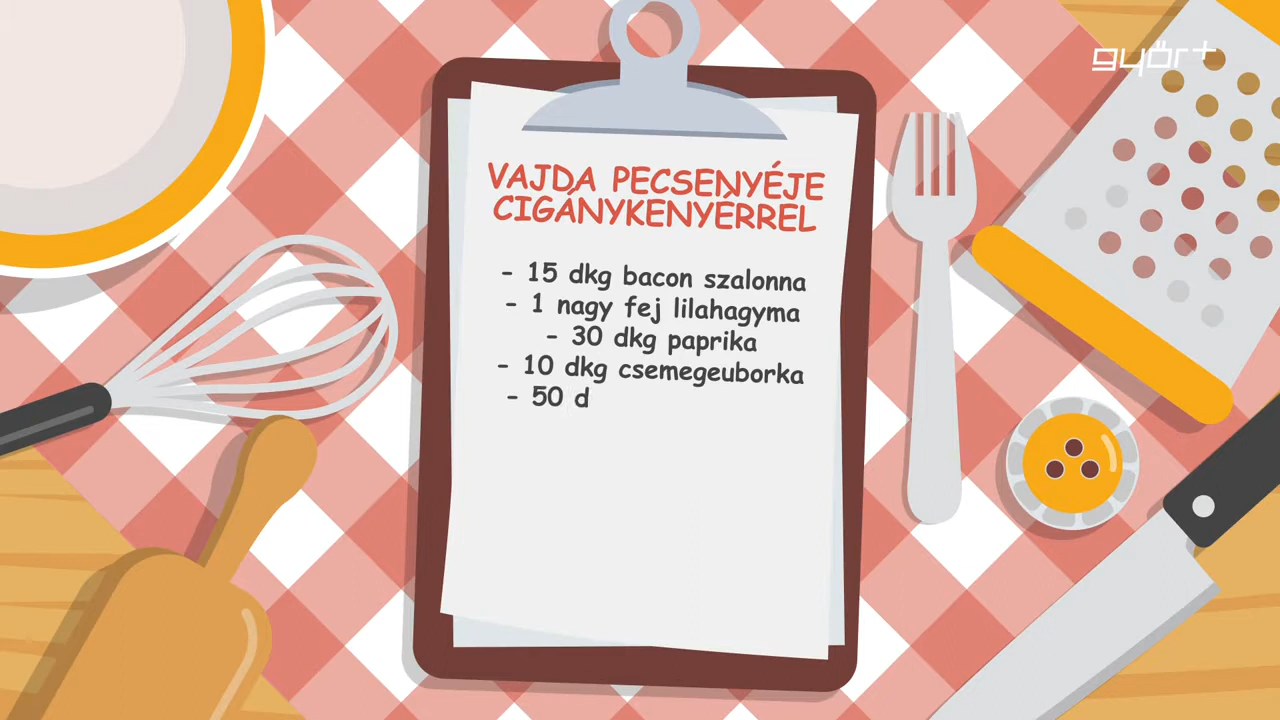 győr+
VAJDA PECSENYÉJE
CIGÁNYKENYÉRREL
- 15 dkg bacon szalonna
- 1 nagy fej lilahagyma
- 30 dkg paprika
- 10 dkg csemegeuborka
- 50 d